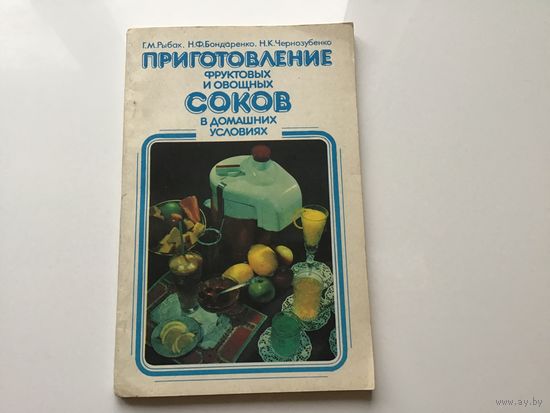 Г.М.Рыбак, Н.Ф.Бондаренко, Н.К.Чернозубенко
ПРИГОТОВЛЕНИЕ
ФРУКТОВЫХ
И ОВОЩНЫХ
СОКОВ
В ДОМАШНИХ
УСЛОВИЯХ
www.ay.by